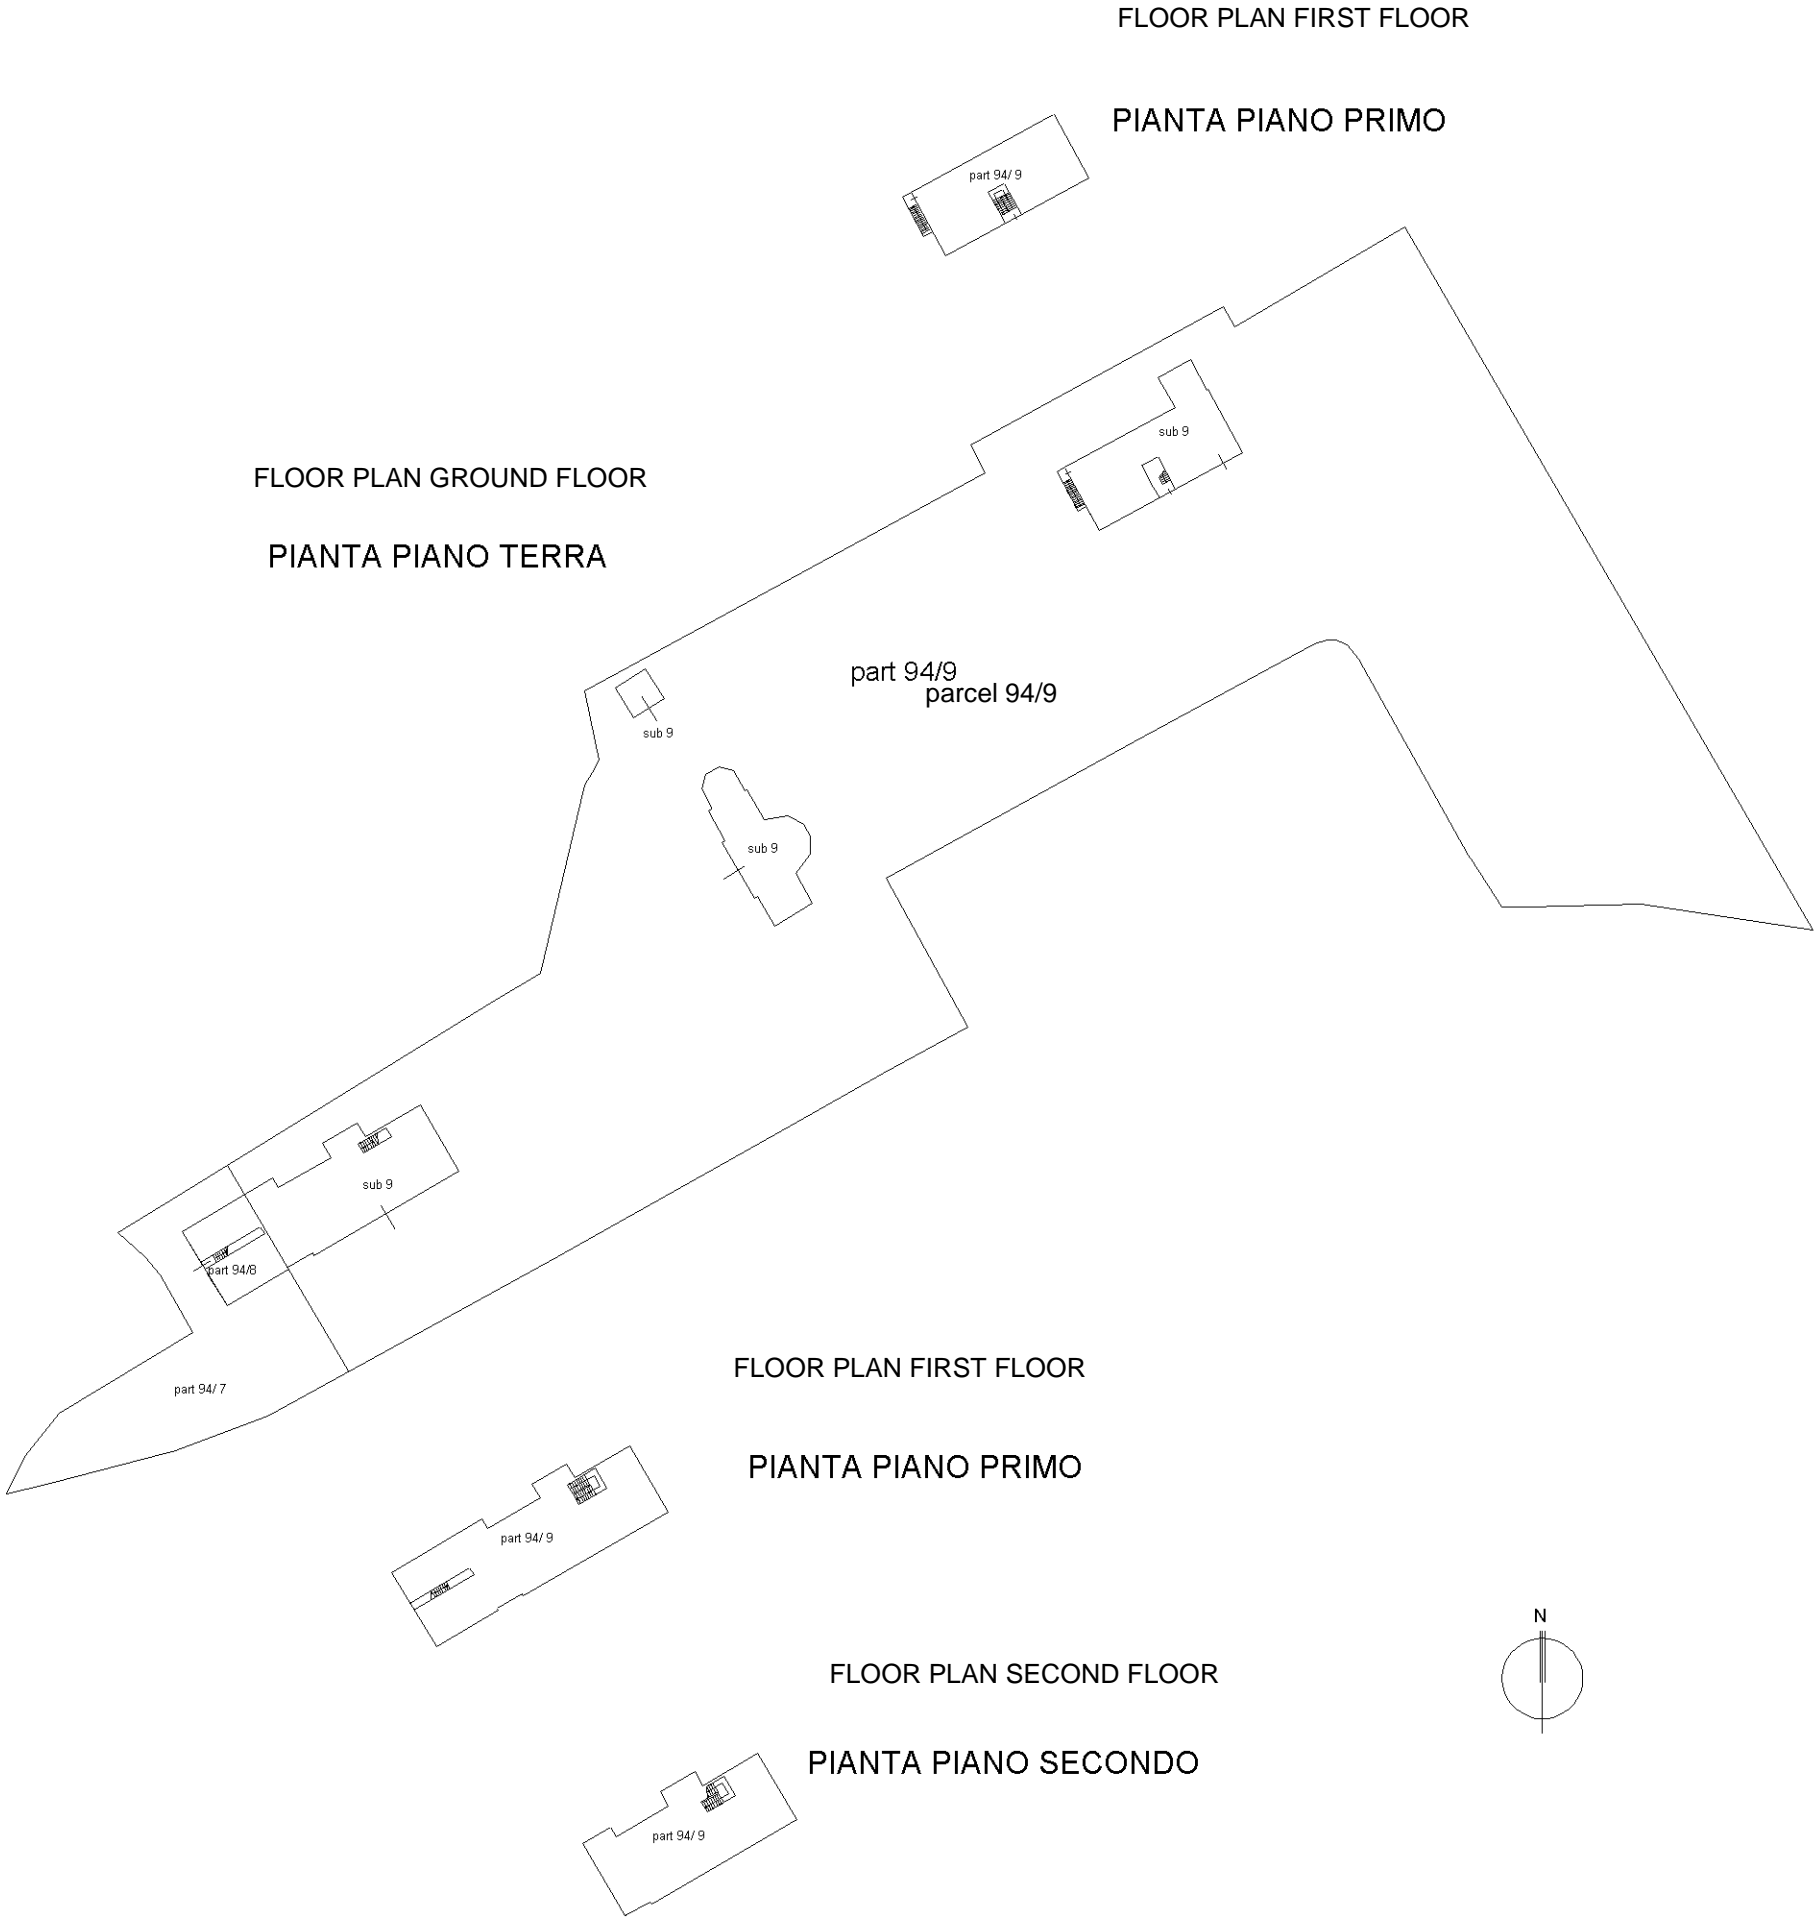 FLOOR PLAN FIRST FLOOR
PIANTA PIANO PRIMO
part 94/ 9
sub 9
FLOOR PLAN GROUND FLOOR
PIANTA PIANO TERRA
part 94/9
parcel 94/9
sub 9
sub 9
sub 9
part 94/8
part 94/ 7
FLOOR PLAN FIRST FLOOR
PIANTA PIANO PRIMO
part 94/ 9
N
FLOOR PLAN SECOND FLOOR
PIANTA PIANO SECONDO
part 94/ 9